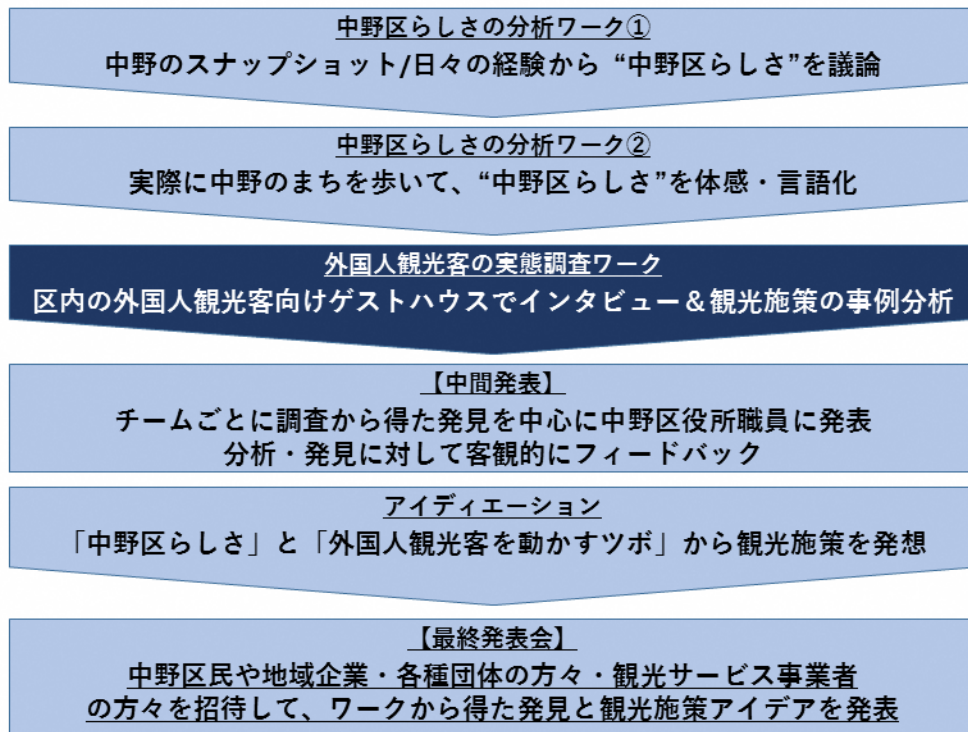 中野区らしさの分析ワーク①
中野のスナップショット/日々の経験から “中野区らしさ”を議論
中野区らしさの分析ワーク②
実際に中野のまちを歩いて、“中野区らしさ”を体感・言語化
外国人観光客の実態調査ワーク
区内の外国人観光客向けゲストハウスでインタビュー＆観光施策の事例分析
【中間発表】
チームごとに調査から得た発見を中心に中野区役所職員に発表
分析・発見に対して客観的にフィードバック
アイディエーション
「中野区らしさ」と「外国人観光客を動かすツボ」から観光施策を発想
【最終発表会】
中野区民や地域企業・各種団体の方々・観光サービス事業者
の方々を招待して、ワークから得た発見と観光施策アイデアを発表